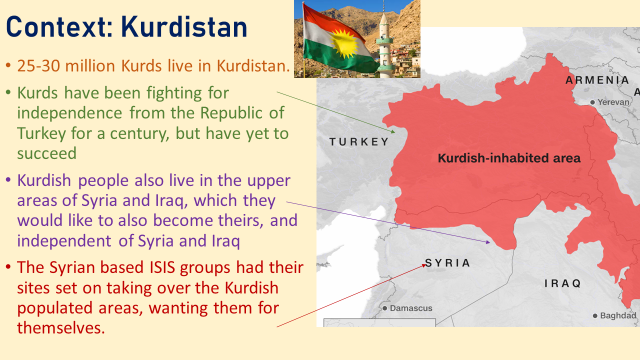 Context: Kurdistan
• 25-30 million Kurds live in Kurdistan.
• Kurds have been fighting for
independence from the Republic of
Turkey for a century, but have yet to
succeed
• Kurdish people also live in the upper
areas of Syria and Iraq, which they
would like to also become theirs, and
independent of Syria and Iraq
• The Syrian based ISIS groups had their
sites set on taking over the Kurdish
populated areas, wanting them for
themselves.
ARMENIA
Yerevan
A
TURKEY
Kurdish-inhabited area
SYRIA
IRAQ
Damascus
Baghdad